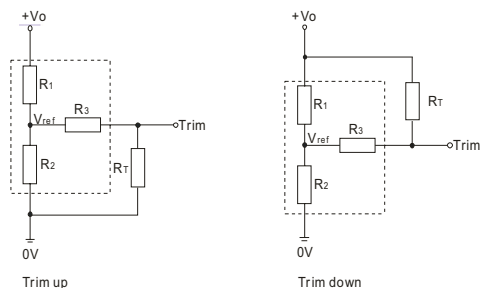 +Vo
R1
R3
Vref
Trim
R2
RT
0V
Trim up
+Vo
R1
RT
R3
Vref
Trim
R2
0V
Trim down